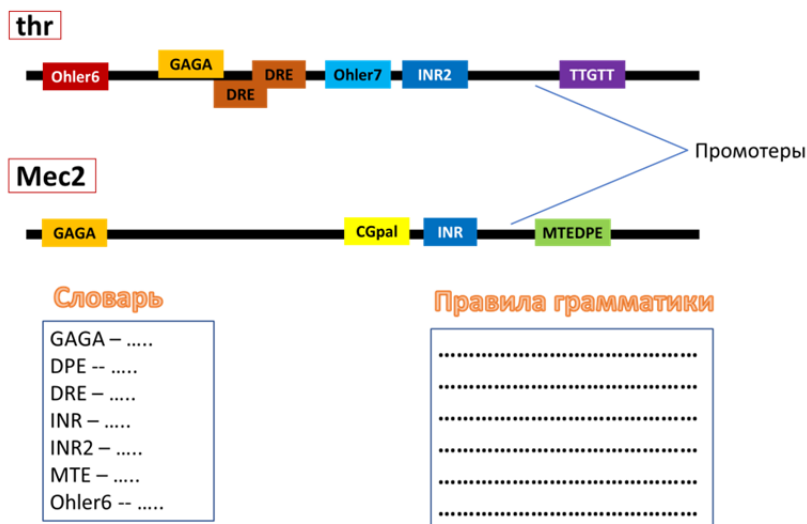 thr
Ohler6
GAGA
DRE
DRE
Ohler7
INR2
TTGTT
Промотеры
Mec2
GAGA
CGpal
INR
MTEDPE
Словарь
GAGA – …..
DPE -- …..
DRE – …..
INR – …..
INR2 – …..
MTE – …..
Ohler6 -- …..
Правила грамматики
……………………………………
……………………………………
……………………………………
……………………………………
……………………………………
……………………………………